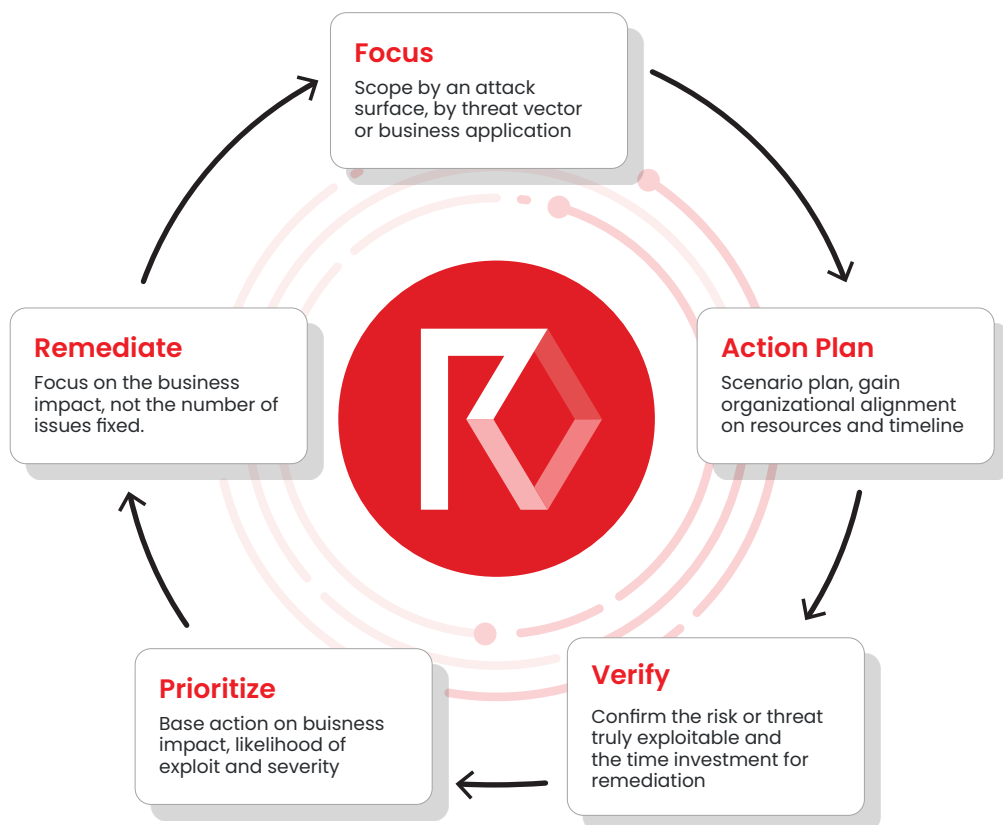 Focus
Scope by an attack
surface, by threat vector
or business application
Action Plan
Scenario plan, gain
organizational alignment
on resources and timeline
Verify
Confirm the risk or threat
truly exploitable and
the time investment for
remediation
Prioritize
Base action on buisness
impact, likelihood of
exploit and severity
Remediate
Focus on the business
impact, not the number of
issues fixed.